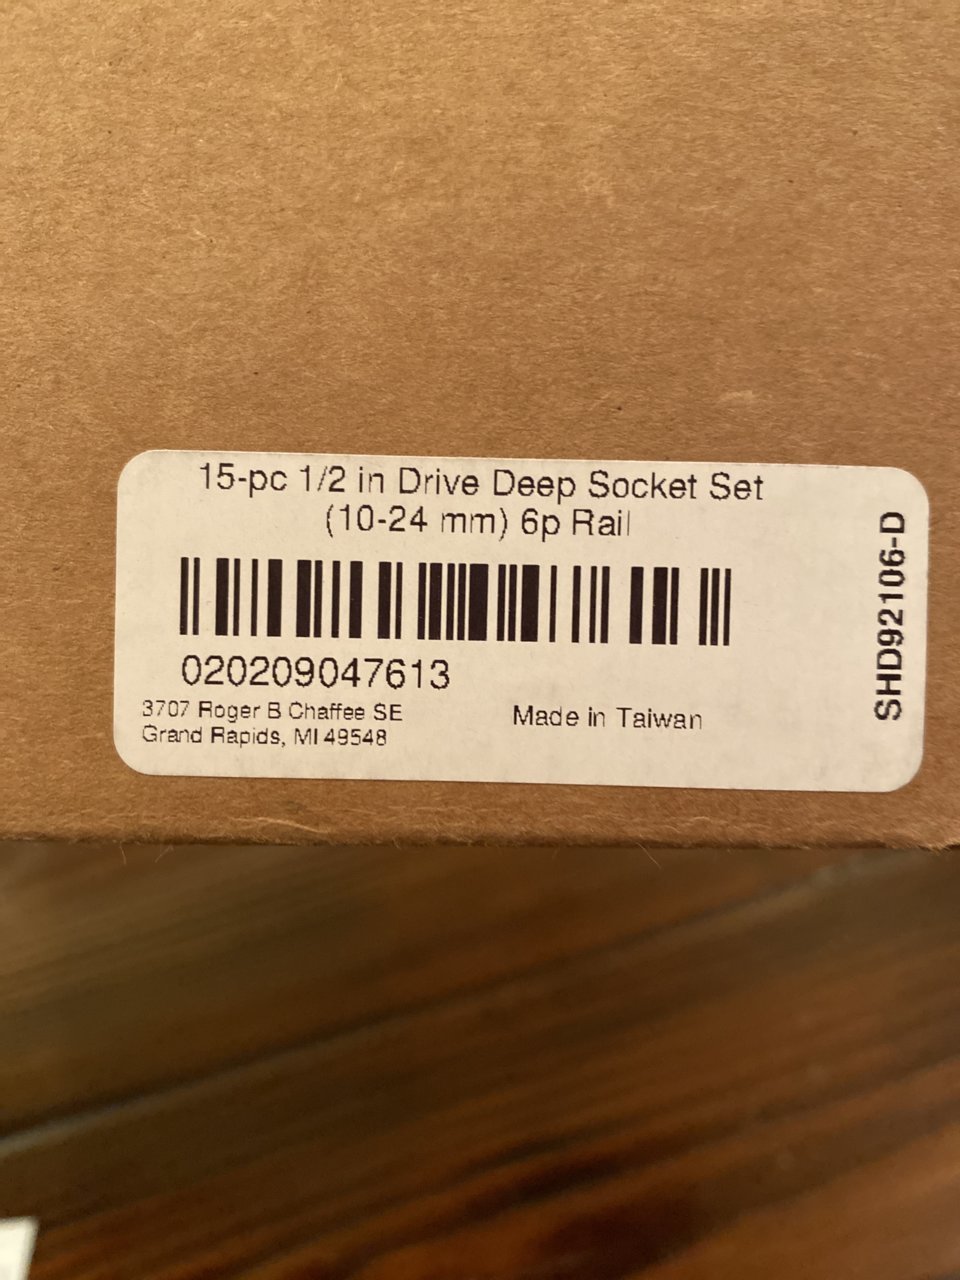 15-pc 1/2 in Drive Deep Socket Set
(10-24 mm) 6p Rail
020209047613
3707 Roger B Chaffee SE
Grand Rapids, MI 49548
Made in Taiwan
SHD92106-D